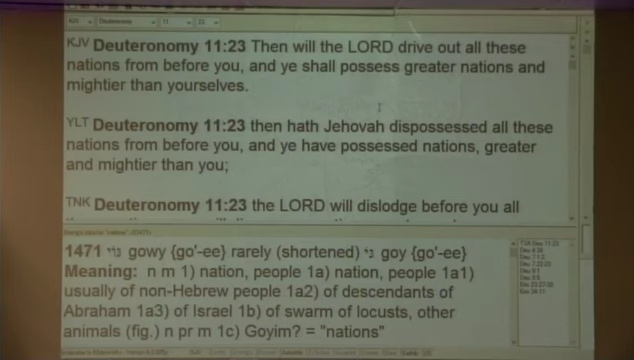 KJV Deuteronomy 11 23
KJV Deuteronomy 11:23 Then will the LORD drive out all these
nations from before you, and ye shall possess greater nations and
mightier than yourselves.
YLT Deuteronomy 11:23 then hath Jehovah dispossessed all these
nations from before you, and ye have possessed nations, greater
and mightier than you;
TNK Deuteronomy 11:23 the LORD will dislodge before you all
1471 גּוֹי gowy {go'-ee} rarely (shortened) גּי goy {go'-ee}
Meaning: n m 1) nation, people 1a) nation, people 1a1)
usually of non-Hebrew people 1a2) of descendants of
Abraham 1a3) of Israel 1b) of swarm of locusts, other
animals (fig.) n pr m 1c) Goyim? = "nations"